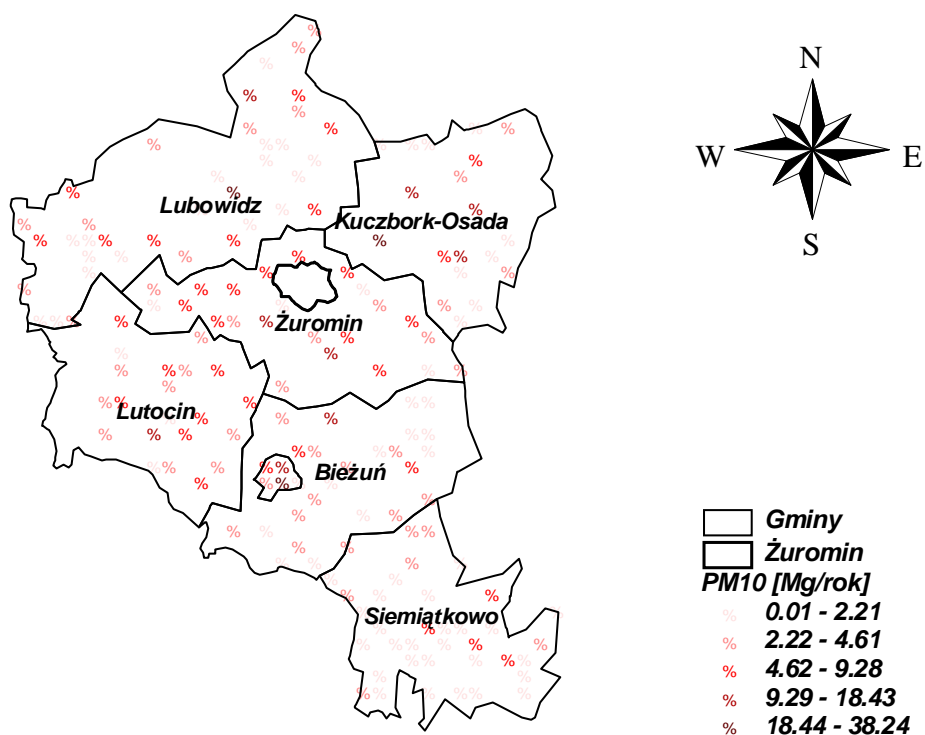 N
W E
S
Lubowidz
Kuczbork-Osada
Żuromin
Lutocin
Bieżuń
Siemiątkowo
Gminy
Żuromin
PM10 [Mg/rok]
% 0.01 - 2.21
% 2.22 - 4.61
% 4.62 - 9.28
% 9.29 - 18.43
% 18.44 - 38.24